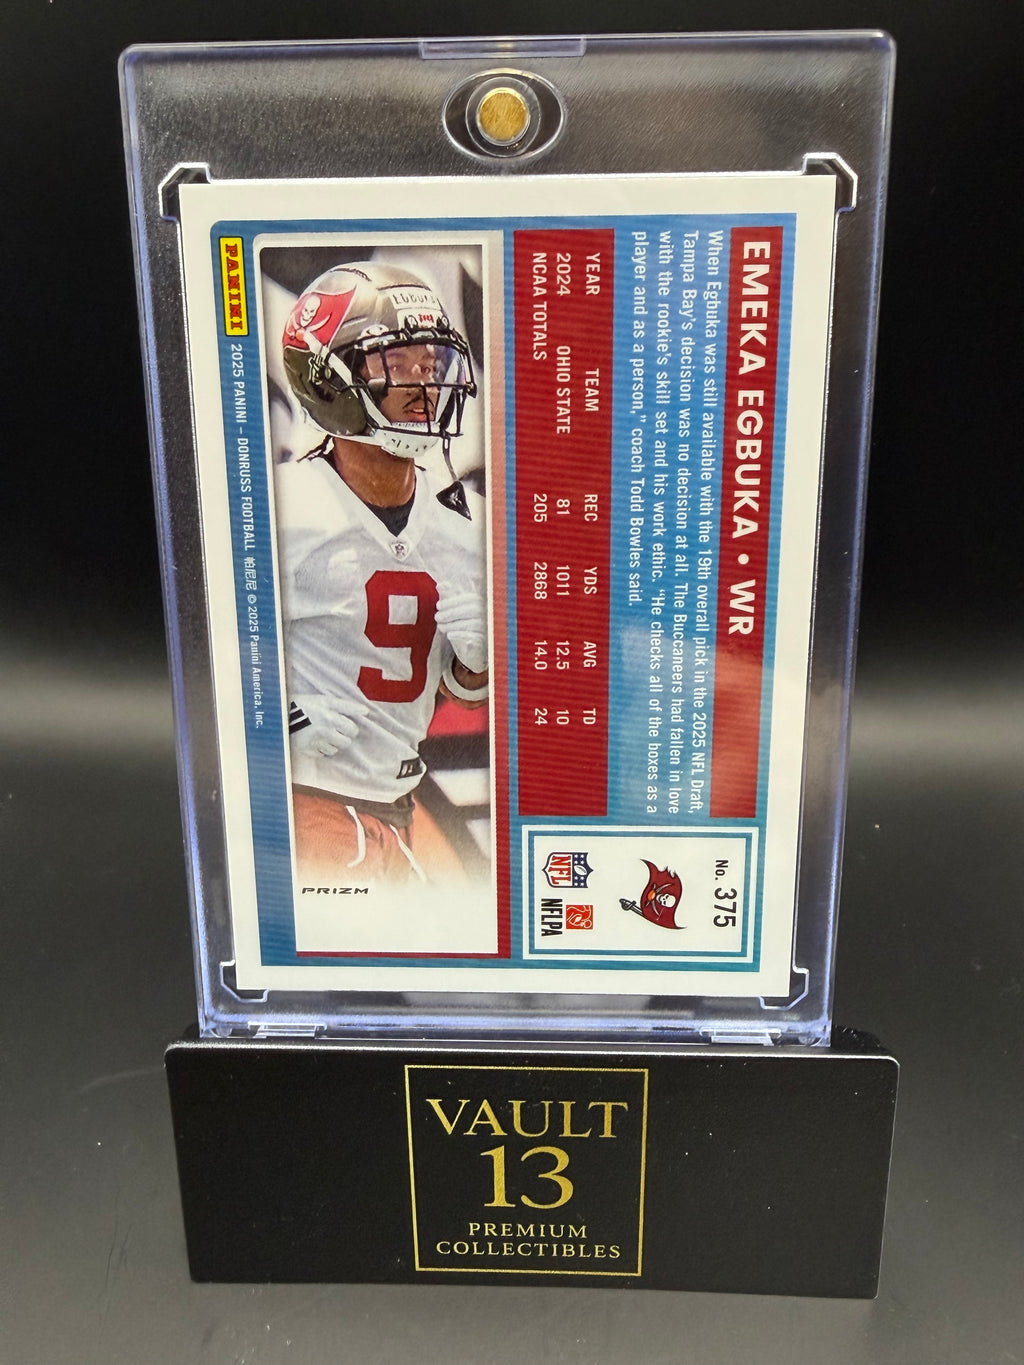 EMEKA EGBUKA • WR
When Egbuka was still available with the 19th overall pick in the 2025 NFL Draft,
Tampa Bay's decision was no decision at all. The Buccaneers had fallen in love
with the rookie's skill set and his work ethic. "He checks all of the boxes as a
player and as a person," coach Todd Bowles said.
No. 375
NFL
NFLPA
YEAR TEAM REC YDS AVG TD
2024 OHIO STATE 81 1011 12.5 10
NCAA TOTALS 205 2868 14.0 24
EGBUKA
9
PRIZM
PANINI
2025 PANINI – DONRUSS FOOTBALL 帕尼尼 © 2025 Panini America, Inc.
VAULT
13
PREMIUM
COLLECTIBLES